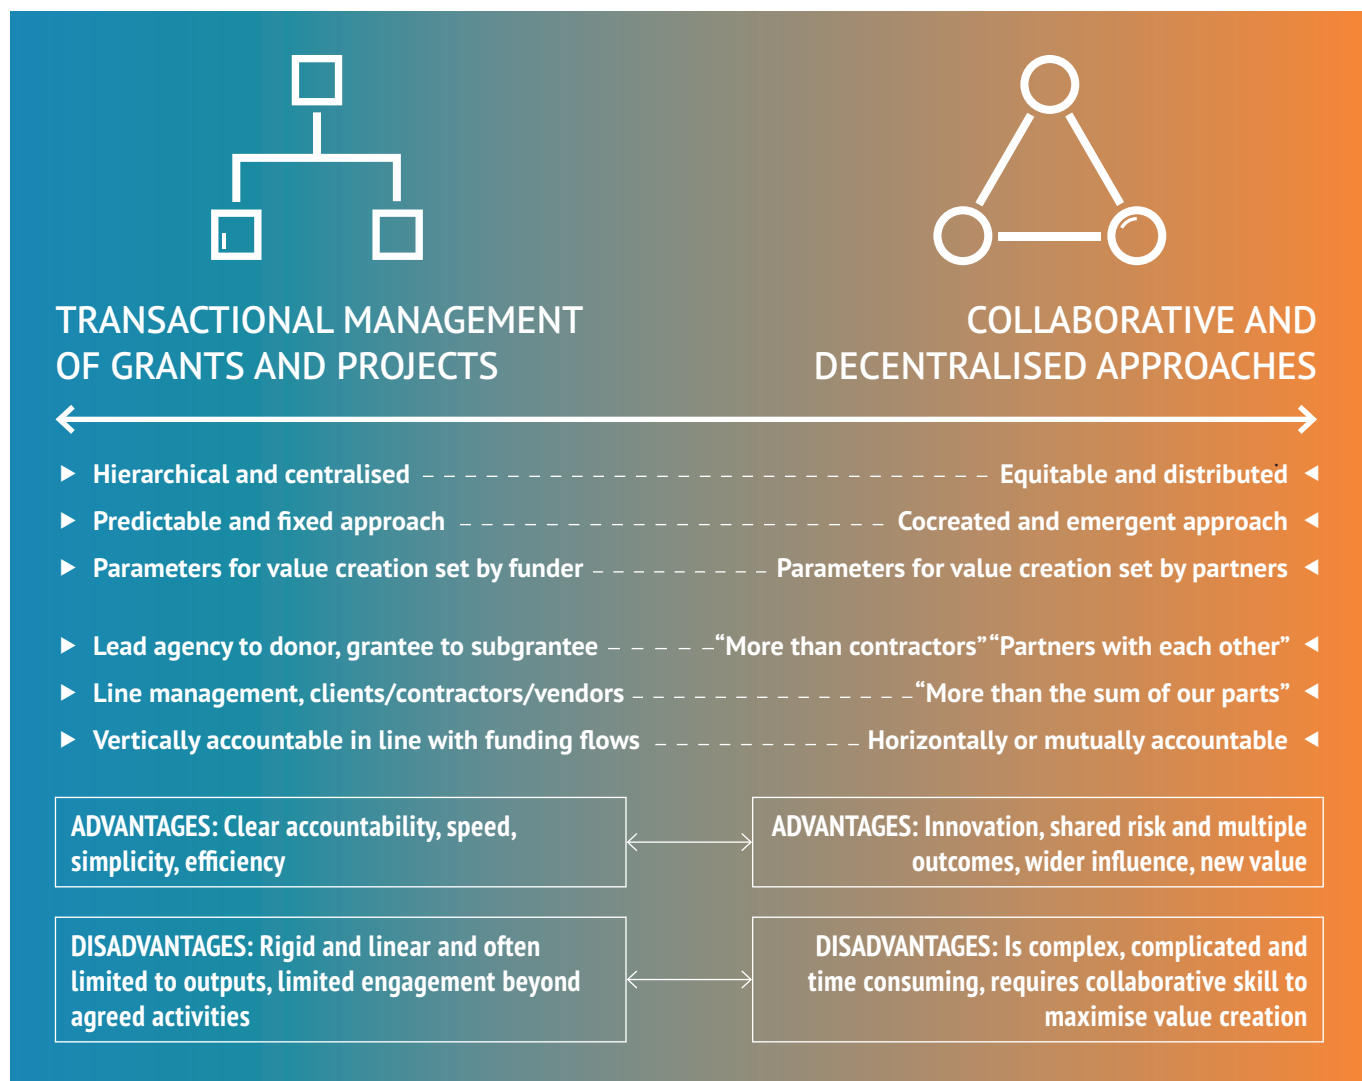 TRANSACTIONAL MANAGEMENT
OF GRANTS AND PROJECTS
COLLABORATIVE AND
DECENTRALISED APPROACHES
Hierarchical and centralised
Equitable and distributed
Predictable and fixed approach
Cocreated and emergent approach
Parameters for value creation set by funder
Parameters for value creation set by partners
Lead agency to donor, grantee to subgrantee
“More than contractors” “Partners with each other”
Line management, clients/contractors/vendors
“More than the sum of our parts”
Vertically accountable in line with funding flows
Horizontally or mutually accountable
ADVANTAGES: Clear accountability, speed,
simplicity, efficiency
ADVANTAGES: Innovation, shared risk and multiple
outcomes, wider influence, new value
DISADVANTAGES: Rigid and linear and often
limited to outputs, limited engagement beyond
agreed activities
DISADVANTAGES: Is complex, complicated and
time consuming, requires collaborative skill to
maximise value creation